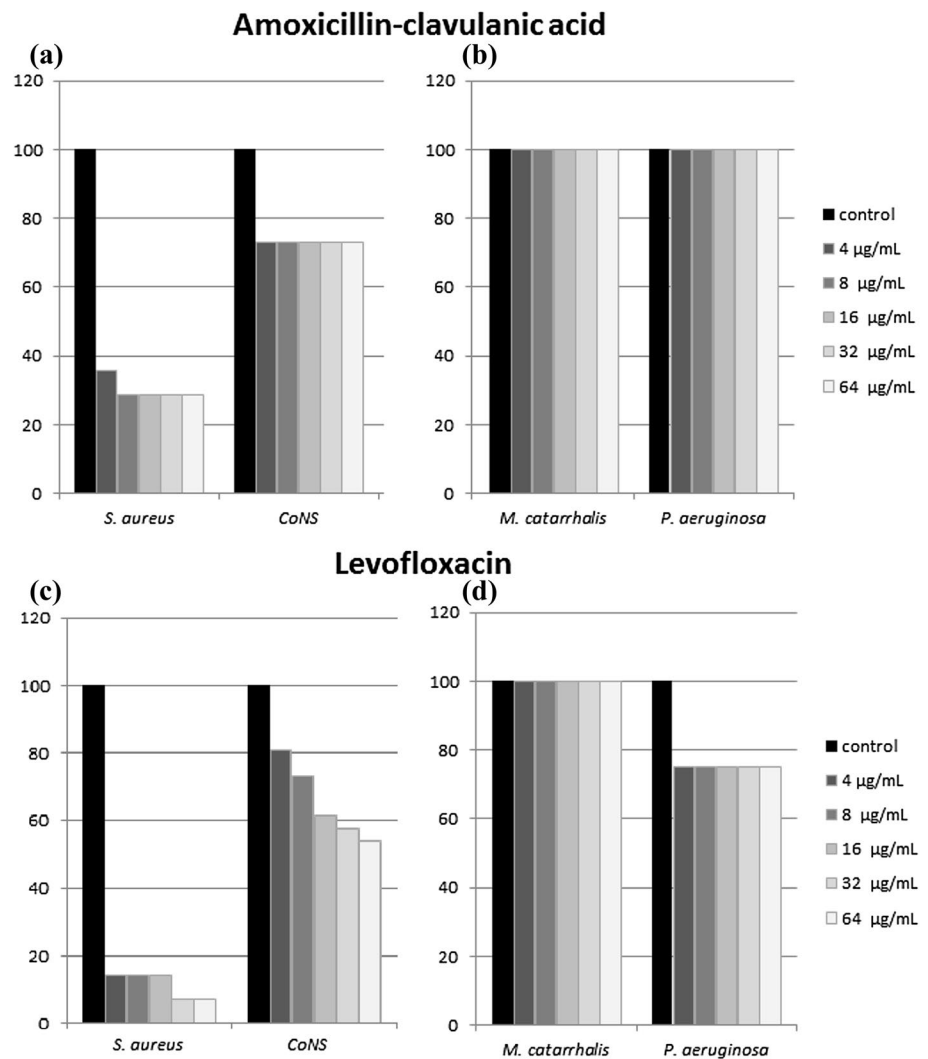 Amoxicillin-clavulanic acid
(a)
(b)
120
100
80
60
40
20
0
S. aureus
CoNS
120
100
80
60
40
20
0
M. catarrhalis
P. aeruginosa
control
4 µg/mL
8 µg/mL
16 µg/mL
32 µg/mL
64 µg/mL
Levofloxacin
(c)
(d)
120
100
80
60
40
20
0
S. aureus
CoNS
120
100
80
60
40
20
0
M. catarrhalis
P. aeruginosa
control
4 µg/mL
8 µg/mL
16 µg/mL
32 µg/mL
64 µg/mL